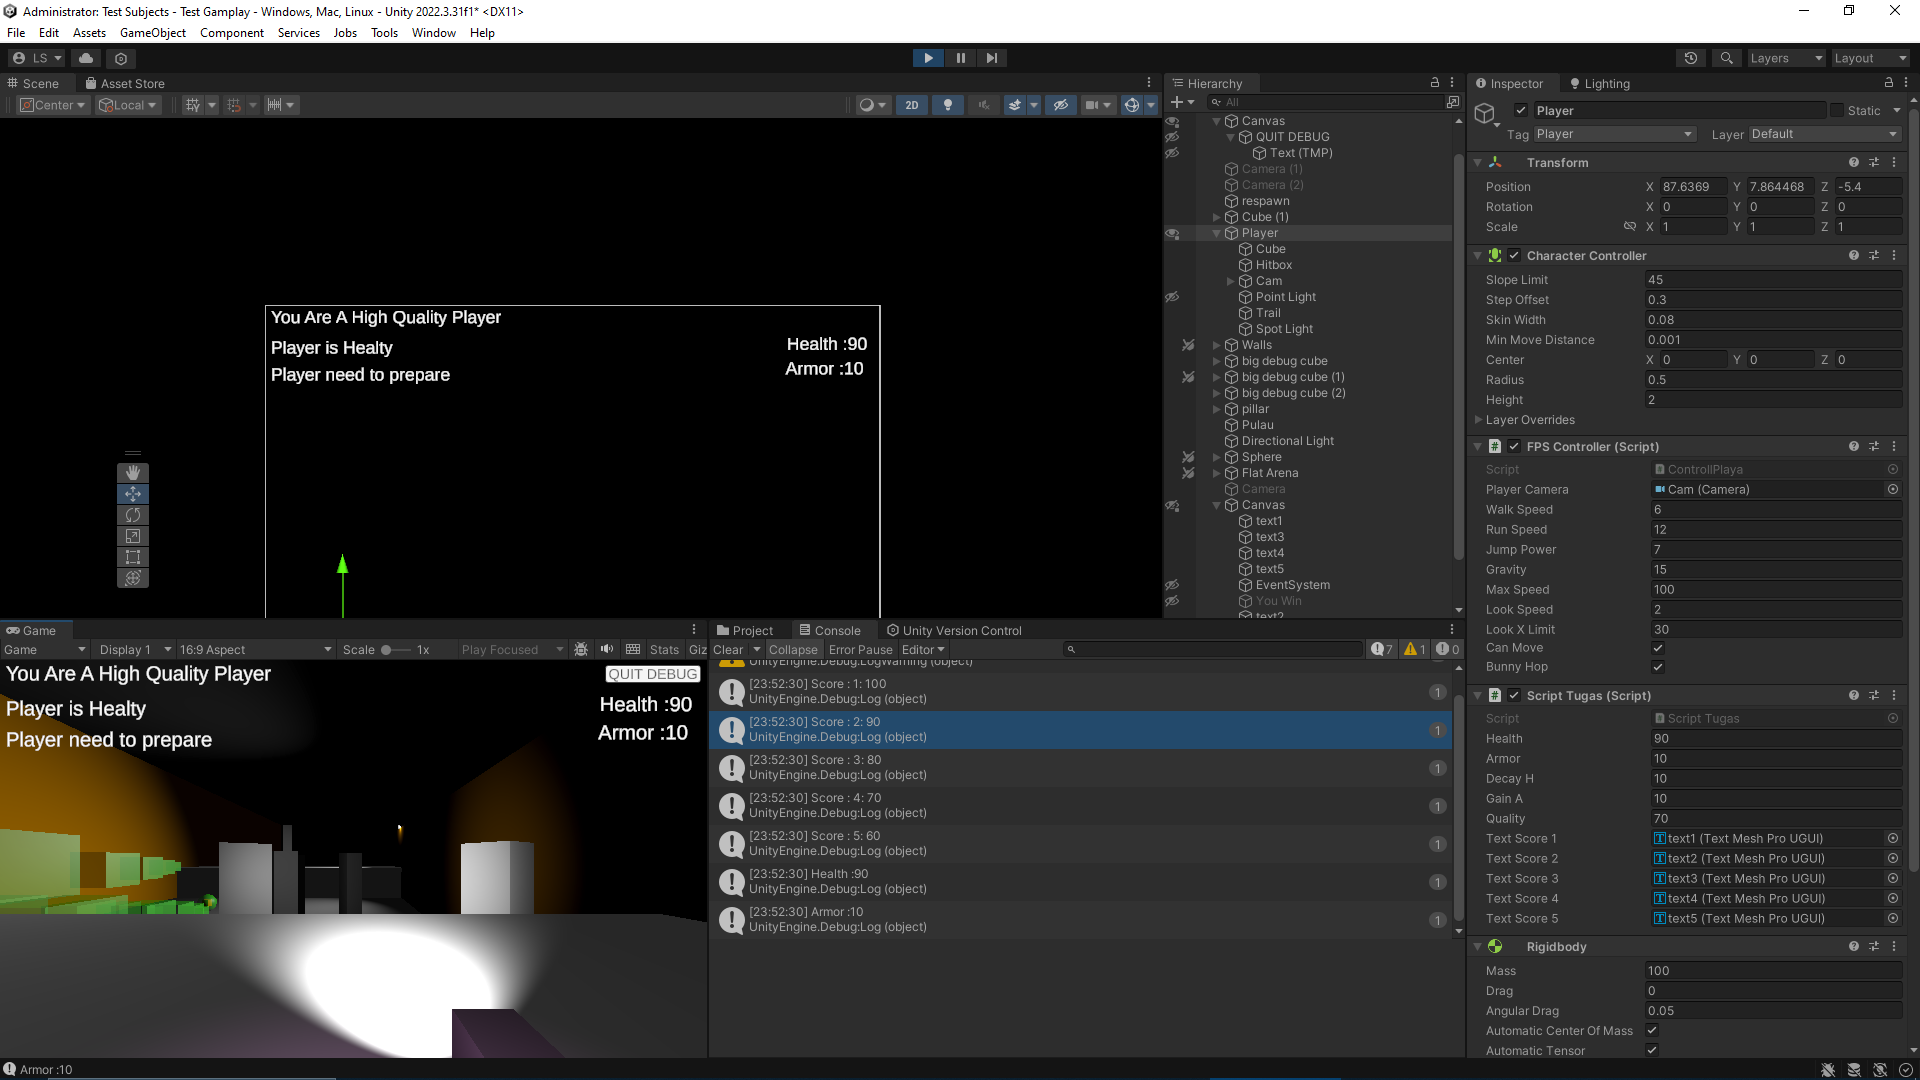 Administrator: Test Subjects - Test Gamplay - Windows, Mac, Linux - Unity 2022.3.31f1* <DX11>
File Edit Assets GameObject Component Services Jobs Tools Window Help
LS
Layers
Layout
Scene
Asset Store
Center
Local
2D
You Are A High Quality Player
Player is Healty
Player need to prepare
Health :90
Armor :10
Hierarchy
All
Canvas
QUIT DEBUG
Text (TMP)
Camera (1)
Camera (2)
respawn
Cube (1)
Player
Cube
Hitbox
Cam
Point Light
Trail
Spot Light
Walls
big debug cube
big debug cube (1)
big debug cube (2)
pillar
Pulau
Directional Light
Sphere
Flat Arena
Camera
Canvas
text1
text3
text4
text5
EventSystem
You Win
text2
Inspector
Lighting
Player
Static
Tag Player
Layer Default
Transform
Position X 87.6369 Y 7.864468 Z -5.4
Rotation X 0 Y 0 Z 0
Scale X 1 Y 1 Z 1
Character Controller
Slope Limit 45
Step Offset 0.3
Skin Width 0.08
Min Move Distance 0.001
Center X 0 Y 0 Z 0
Radius 0.5
Height 2
Layer Overrides
FPS Controller (Script)
Script ControllPlaya
Player Camera Cam (Camera)
Walk Speed 6
Run Speed 12
Jump Power 7
Gravity 15
Max Speed 100
Look Speed 2
Look X Limit 30
Can Move
Bunny Hop
Script Tugas (Script)
Script Script Tugas
Health 90
Armor 10
Decay H 10
Gain A 10
Quality 70
Text Score 1 text1 (Text Mesh Pro UGUI)
Text Score 2 text2 (Text Mesh Pro UGUI)
Text Score 3 text3 (Text Mesh Pro UGUI)
Text Score 4 text4 (Text Mesh Pro UGUI)
Text Score 5 text5 (Text Mesh Pro UGUI)
Rigidbody
Mass 100
Drag 0
Angular Drag 0.05
Automatic Center Of Mass
Automatic Tensor
Game
Game Display 1 16:9 Aspect Scale 1x Play Focused Stats Giz
You Are A High Quality Player
QUIT DEBUG
Player is Healty
Health :90
Player need to prepare
Armor :10
Project
Console
Unity Version Control
Clear Collapse Error Pause Editor
7 1 0
UnityEngine.Debug:LogWarning (object)
[23:52:30] Score : 1: 100
UnityEngine.Debug:Log (object)
1
[23:52:30] Score : 2: 90
UnityEngine.Debug:Log (object)
1
[23:52:30] Score : 3: 80
UnityEngine.Debug:Log (object)
1
[23:52:30] Score : 4: 70
UnityEngine.Debug:Log (object)
1
[23:52:30] Score : 5: 60
UnityEngine.Debug:Log (object)
1
[23:52:30] Health :90
UnityEngine.Debug:Log (object)
1
[23:52:30] Armor :10
UnityEngine.Debug:Log (object)
1
Armor :10